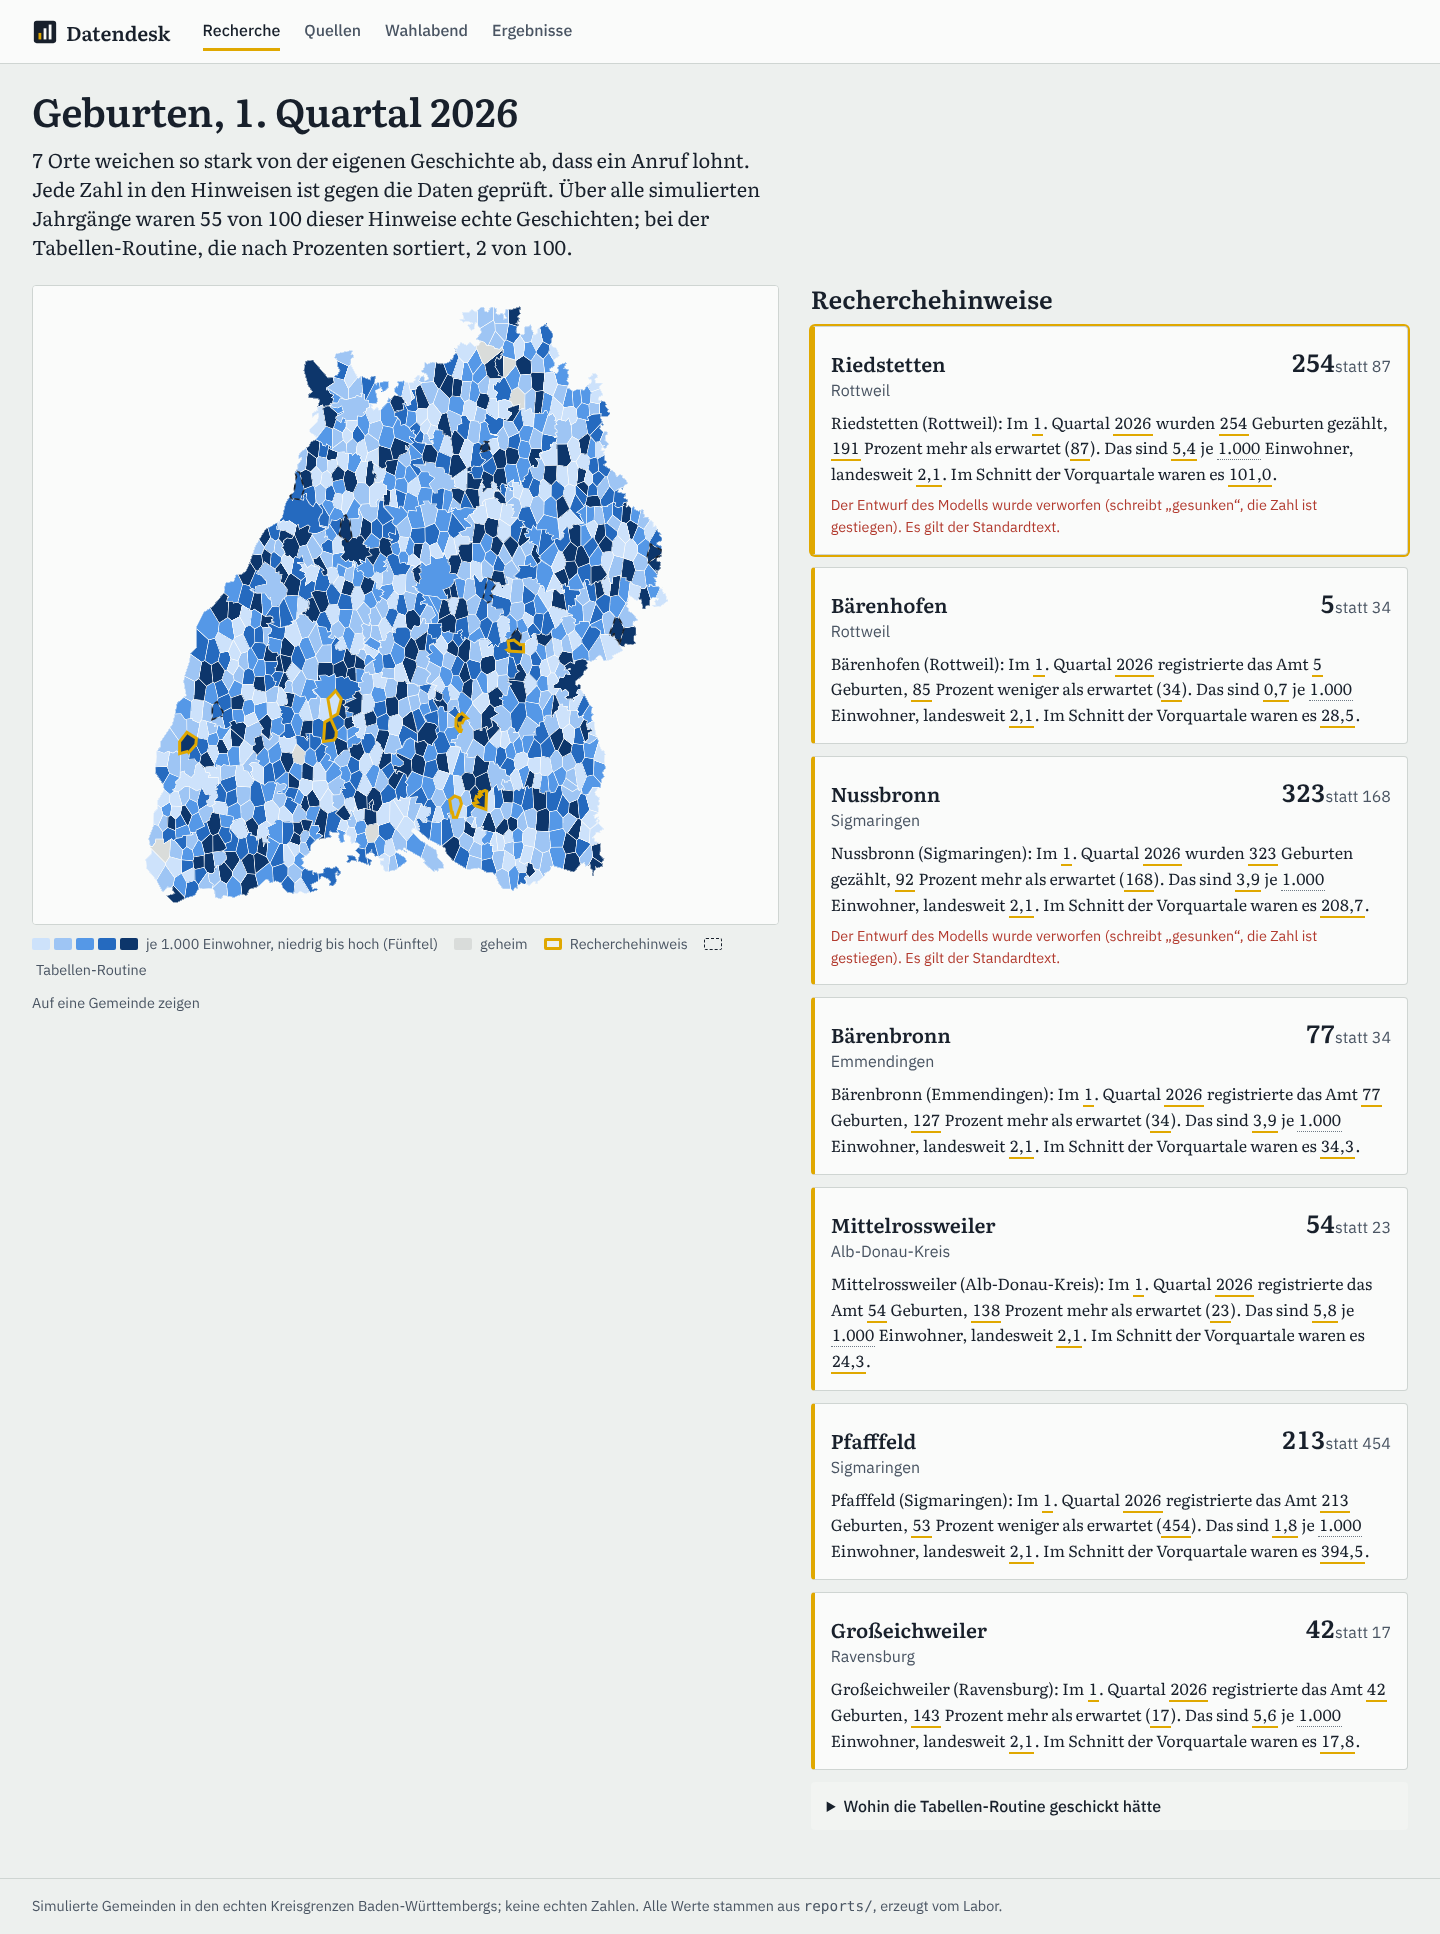 Datendesk
Recherche
Quellen
Wahlabend
Ergebnisse
Geburten, 1. Quartal 2026
7 Orte weichen so stark von der eigenen Geschichte ab, dass ein Anruf lohnt.
Jede Zahl in den Hinweisen ist gegen die Daten geprüft. Über alle simulierten
Jahrgänge waren 55 von 100 dieser Hinweise echte Geschichten; bei der
Tabellen-Routine, die nach Prozenten sortiert, 2 von 100.
je 1.000 Einwohner, niedrig bis hoch (Fünftel)
geheim
Recherchehinweis
Tabellen-Routine
Auf eine Gemeinde zeigen
Recherchehinweise
Riedstetten
254 statt 87
Rottweil
Riedstetten (Rottweil): Im 1. Quartal 2026 wurden 254 Geburten gezählt,
191 Prozent mehr als erwartet (87). Das sind 5,4 je 1.000 Einwohner,
landesweit 2,1. Im Schnitt der Vorquartale waren es 101,0.
Der Entwurf des Modells wurde verworfen (schreibt „gesunken“, die Zahl ist
gestiegen). Es gilt der Standardtext.
Bärenhofen
5 statt 34
Rottweil
Bärenhofen (Rottweil): Im 1. Quartal 2026 registrierte das Amt 5
Geburten, 85 Prozent weniger als erwartet (34). Das sind 0,7 je 1.000
Einwohner, landesweit 2,1. Im Schnitt der Vorquartale waren es 28,5.
Nussbronn
323 statt 168
Sigmaringen
Nussbronn (Sigmaringen): Im 1. Quartal 2026 wurden 323 Geburten
gezählt, 92 Prozent mehr als erwartet (168). Das sind 3,9 je 1.000
Einwohner, landesweit 2,1. Im Schnitt der Vorquartale waren es 208,7.
Der Entwurf des Modells wurde verworfen (schreibt „gesunken“, die Zahl ist
gestiegen). Es gilt der Standardtext.
Bärenbronn
77 statt 34
Emmendingen
Bärenbronn (Emmendingen): Im 1. Quartal 2026 registrierte das Amt 77
Geburten, 127 Prozent mehr als erwartet (34). Das sind 3,9 je 1.000
Einwohner, landesweit 2,1. Im Schnitt der Vorquartale waren es 34,3.
Mittelrossweiler
54 statt 23
Alb-Donau-Kreis
Mittelrossweiler (Alb-Donau-Kreis): Im 1. Quartal 2026 registrierte das
Amt 54 Geburten, 138 Prozent mehr als erwartet (23). Das sind 5,8 je
1.000 Einwohner, landesweit 2,1. Im Schnitt der Vorquartale waren es
24,3.
Pfafffeld
213 statt 454
Sigmaringen
Pfafffeld (Sigmaringen): Im 1. Quartal 2026 registrierte das Amt 213
Geburten, 53 Prozent weniger als erwartet (454). Das sind 1,8 je 1.000
Einwohner, landesweit 2,1. Im Schnitt der Vorquartale waren es 394,5.
Großeichweiler
42 statt 17
Ravensburg
Großeichweiler (Ravensburg): Im 1. Quartal 2026 registrierte das Amt 42
Geburten, 143 Prozent mehr als erwartet (17). Das sind 5,6 je 1.000
Einwohner, landesweit 2,1. Im Schnitt der Vorquartale waren es 17,8.
Wohin die Tabellen-Routine geschickt hätte
Simulierte Gemeinden in den echten Kreisgrenzen Baden-Württembergs; keine echten Zahlen. Alle Werte stammen aus reports/, erzeugt vom Labor.